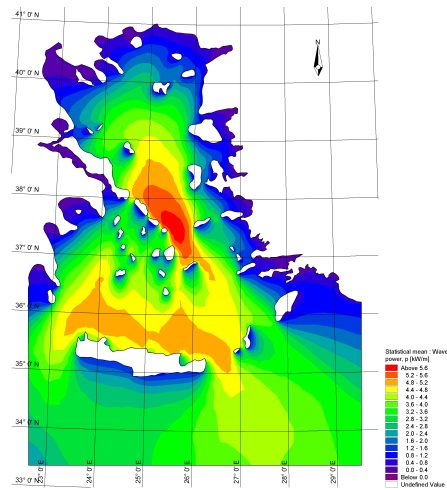 41° 0' N
N
40° 0' N
39° 0' N
38° 0' N
37° 0' N
36° 0' N
35° 0' N
34° 0' N
33° 0' N
23° 0' E
24° 0' E
25° 0' E
26° 0' E
27° 0' E
28° 0' E
29° 0' E
Statistical mean : Wave
power, p [kW/m]
Above 5.6
5.2 - 5.6
4.8 - 5.2
4.4 - 4.8
4.0 - 4.4
3.6 - 4.0
3.2 - 3.6
2.8 - 3.2
2.4 - 2.8
2.0 - 2.4
1.6 - 2.0
1.2 - 1.6
0.8 - 1.2
0.4 - 0.8
0.0 - 0.4
Below 0.0
Undefined Value